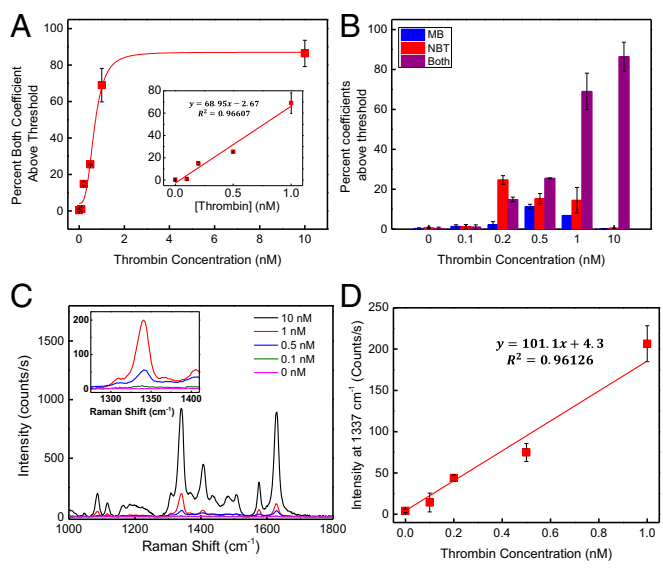 A
Percent Both Coefficient
Above Threshold
100
80
60
40
20
0
0 2 4 6 8 10
Thrombin Concentration (nM)
80
60
40
20
0
0.0 0.5 1.0
[Thrombin] (nM)
y = 68.95x − 2.67
R² = 0.96607
B
Percent coefficients
above threshold
100
80
60
40
20
0
0 0.1 0.2 0.5 1 10
Thrombin Concentration (nM)
MB
NBT
Both
C
Intensity (counts/s)
1750
1500
1250
900
600
300
0
1000 1200 1400 1600 1800
Raman Shift (cm⁻¹)
200
150
100
50
0
1300 1350 1400
Raman Shift (cm⁻¹)
10 nM
1 nM
0.5 nM
0.1 nM
0 nM
D
Intensity at 1337 cm⁻¹ (Counts/s)
250
200
150
100
50
0
0.0 0.2 0.4 0.6 0.8 1.0
Thrombin Concentration (nM)
y = 101.1x + 4.3
R² = 0.96126